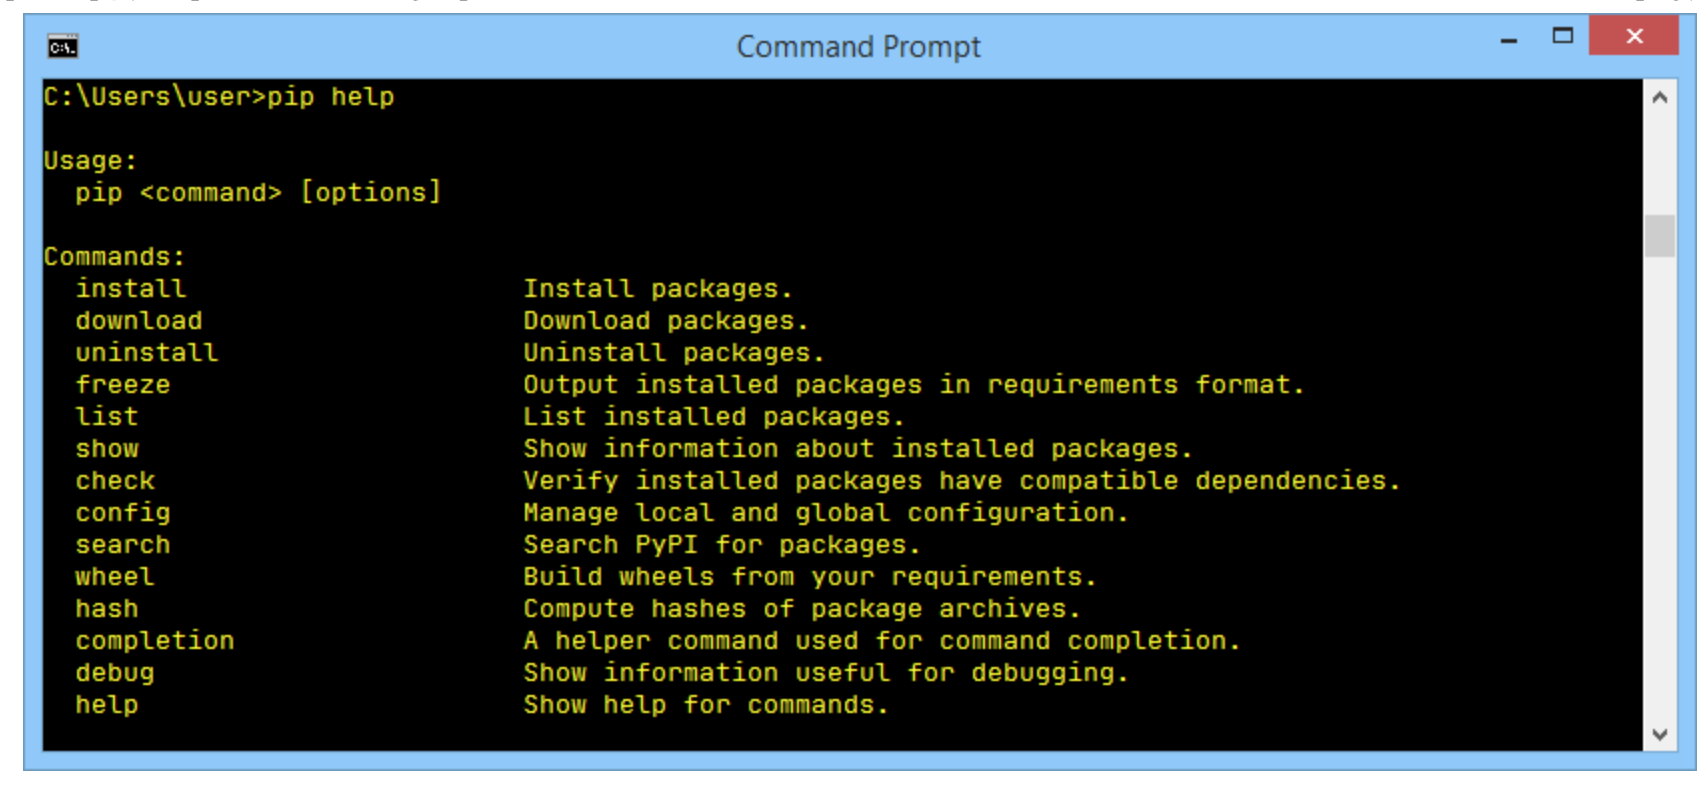 Command Prompt
C:\Users\user>pip help
Usage:
pip <command> [options]
Commands:
install Install packages.
download Download packages.
uninstall Uninstall packages.
freeze Output installed packages in requirements format.
list List installed packages.
show Show information about installed packages.
check Verify installed packages have compatible dependencies.
config Manage local and global configuration.
search Search PyPI for packages.
wheel Build wheels from your requirements.
hash Compute hashes of package archives.
completion A helper command used for command completion.
debug Show information useful for debugging.
help Show help for commands.